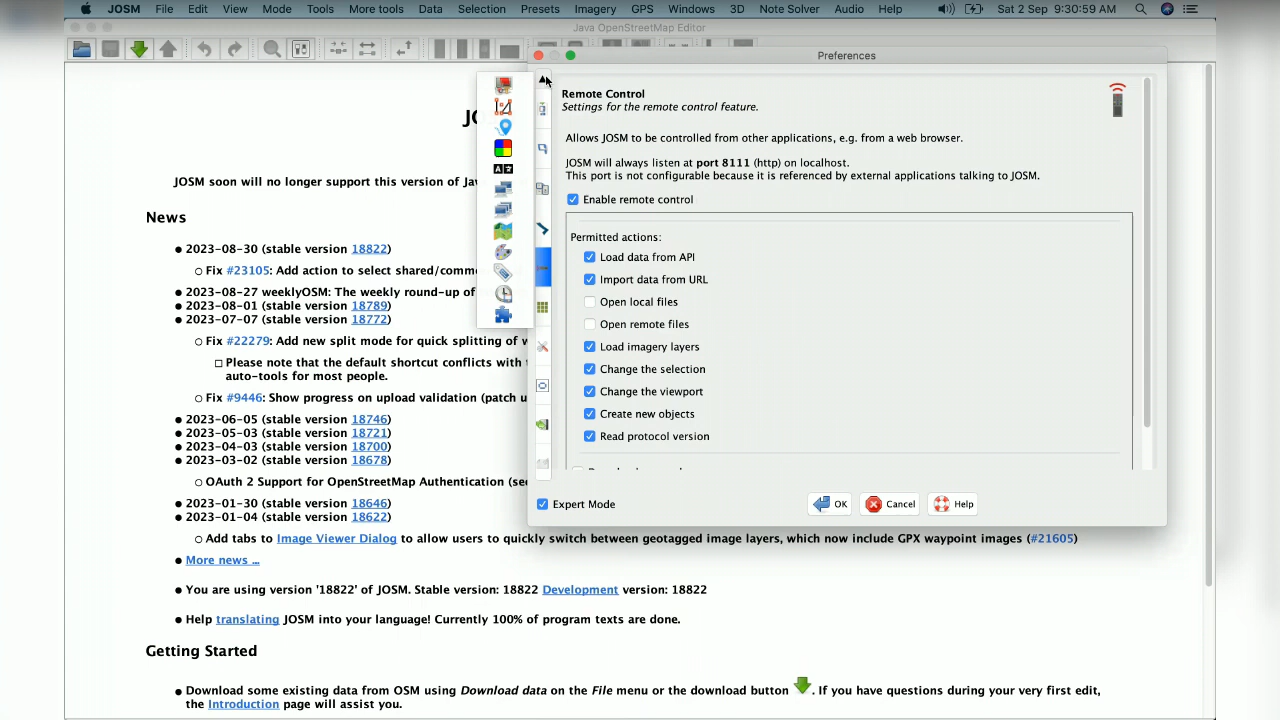 JOSM File Edit View Mode Tools More tools Data Selection Presets Imagery GPS Windows 3D Note Solver Audio Help Sat 2 Sep 9:30:59 AM
Java OpenStreetMap Editor
Preferences
Remote Control
Settings for the remote control feature.
Allows JOSM to be controlled from other applications, e.g. from a web browser.
JOSM will always listen at port 8111 (http) on localhost.
This port is not configurable because it is referenced by external applications talking to JOSM.
Enable remote control
Permitted actions:
Load data from API
Import data from URL
Open local files
Open remote files
Load imagery layers
Change the selection
Change the viewport
Create new objects
Read protocol version
Expert Mode
OK Cancel Help
JOSM soon will no longer support this version of
News
2023-08-30 (stable version 18822)
Fix #23105: Add action to select
2023-08-27 weeklyOSM: The weekly round-up of
2023-08-01 (stable version 18789)
2023-07-07 (stable version 18772)
Fix #22279: Add new split mode for quick splitting of
Please note that the default shortcut conflicts with
auto-tools for most people.
Fix #9446: Show progress on upload validation (patch
2023-06-05 (stable version 18746)
2023-05-03 (stable version 18721)
2023-04-03 (stable version 18700)
2023-03-02 (stable version 18678)
OAuth 2 Support for OpenStreetMap Authentication
2023-01-30 (stable version 18646)
2023-01-04 (stable version 18622)
Add tabs to Image Viewer Dialog to allow users to quickly switch between geotagged image layers, which now include GPX waypoint images (#21605)
More news ...
You are using version '18822' of JOSM. Stable version: 18822 Development version: 18822
Help translating JOSM into your language! Currently 100% of program texts are done.
Getting Started
Download some existing data from OSM using Download data on the File menu or the download button . If you have questions during your very first edit,
the Introduction page will assist you.